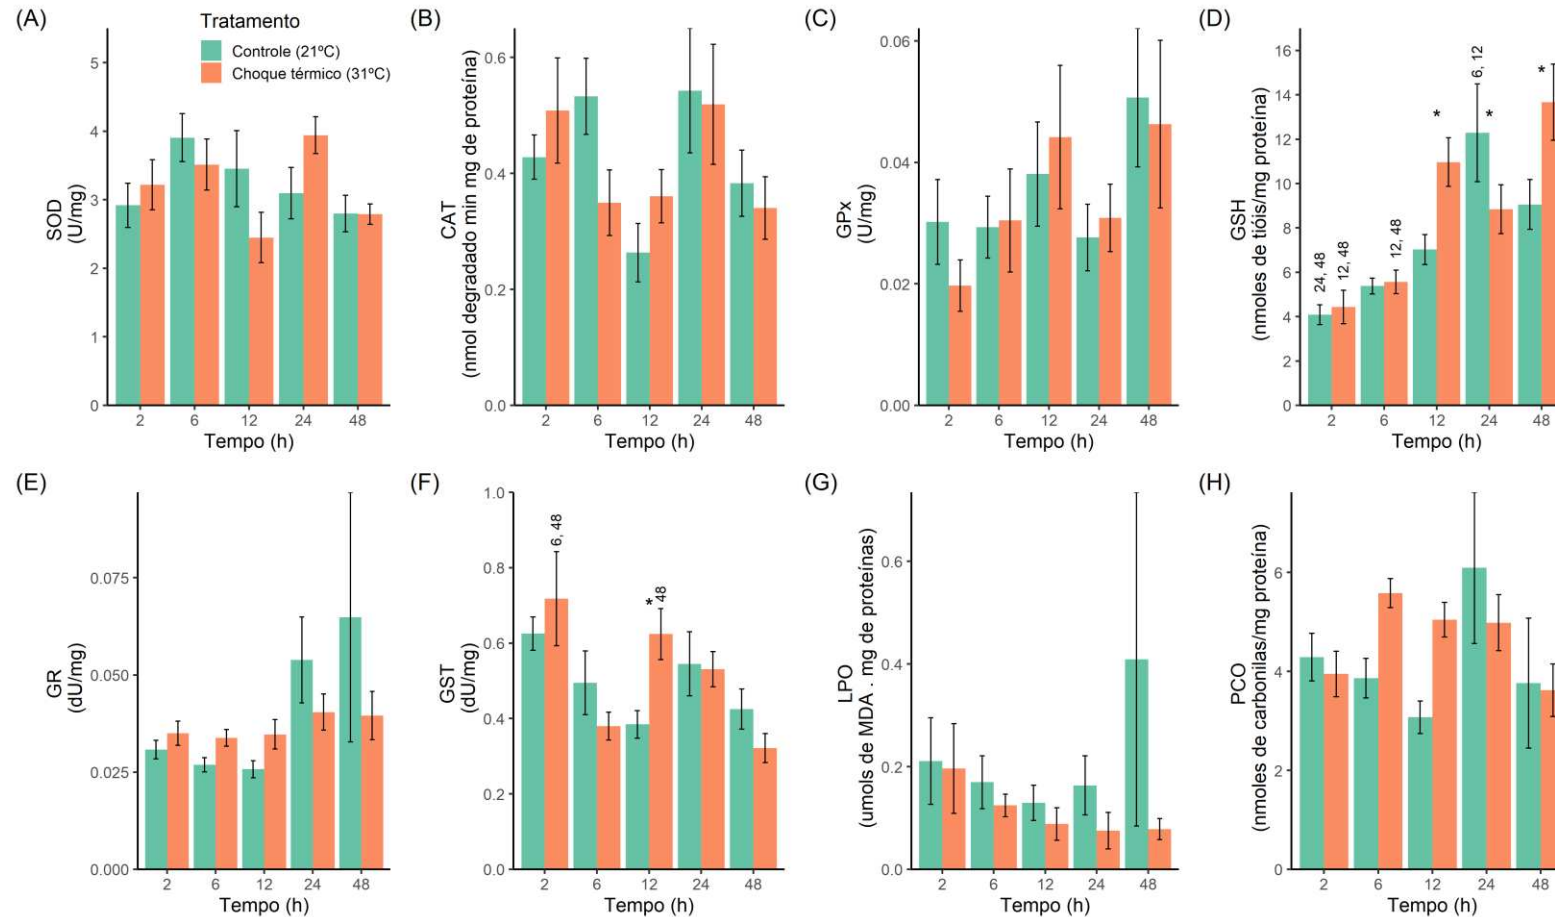 (A)
Tratamento
Controle (21ºC)
Choque térmico (31ºC)
5
4
3
2
1
0
SOD
(U/mg)
2 6 12 24 48
Tempo (h)
(B)
0.6
0.4
0.2
0.0
CAT
(nmol degradado min mg de proteína)
2 6 12 24 48
Tempo (h)
(C)
0.06
0.04
0.02
0.00
GPx
(U/mg)
2 6 12 24 48
Tempo (h)
(D)
16
14
12
10
8
6
4
2
0
GSH
(nmoles de tióis/mg proteína)
24, 48
12, 48
12, 48
*
6, 12
*
*
2 6 12 24 48
Tempo (h)
(E)
0.075
0.050
0.025
0.000
GR
(dU/mg)
2 6 12 24 48
Tempo (h)
(F)
1.0
0.8
0.6
0.4
0.2
0.0
GST
(dU/mg)
6, 48
*
48
2 6 12 24 48
Tempo (h)
(G)
0.6
0.4
0.2
0.0
LPO
(umols de MDA . mg de proteínas)
2 6 12 24 48
Tempo (h)
(H)
6
4
2
0
PCO
(nmoles de carbonilas/mg proteína)
2 6 12 24 48
Tempo (h)